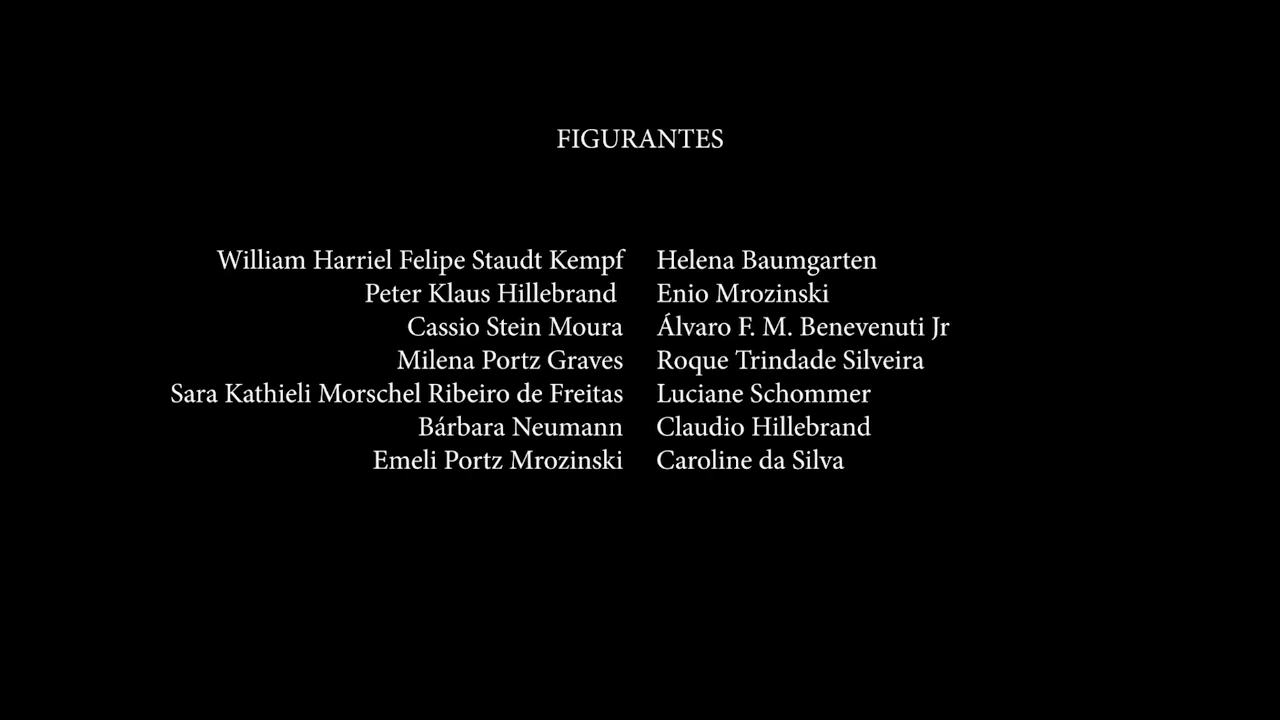 FIGURANTES
William Harriel Felipe Staudt Kempf Helena Baumgarten
Peter Klaus Hillebrand Enio Mrozinski
Cassio Stein Moura Álvaro F. M. Benevenuti Jr
Milena Portz Graves Roque Trindade Silveira
Sara Kathieli Morschel Ribeiro de Freitas Luciane Schommer
Bárbara Neumann Claudio Hillebrand
Emeli Portz Mrozinski Caroline da Silva